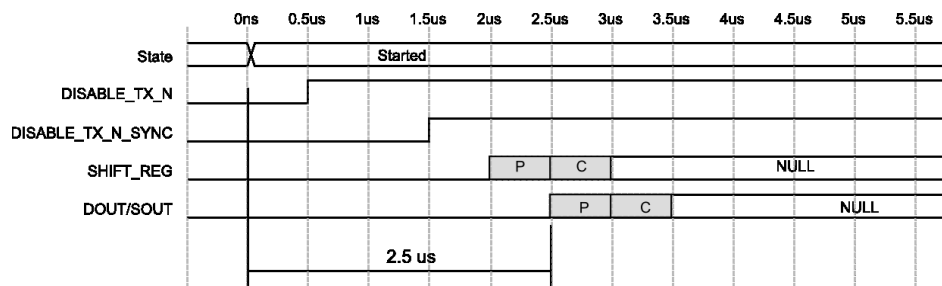 0ns 0.5us 1us 1.5us 2us 2.5us 3us 3.5us 4us 4.5us 5us 5.5us
State Started
DISABLE_TX_N
DISABLE_TX_N_SYNC
SHIFT_REG P C NULL
DOUT/SOUT P C NULL
2.5 us